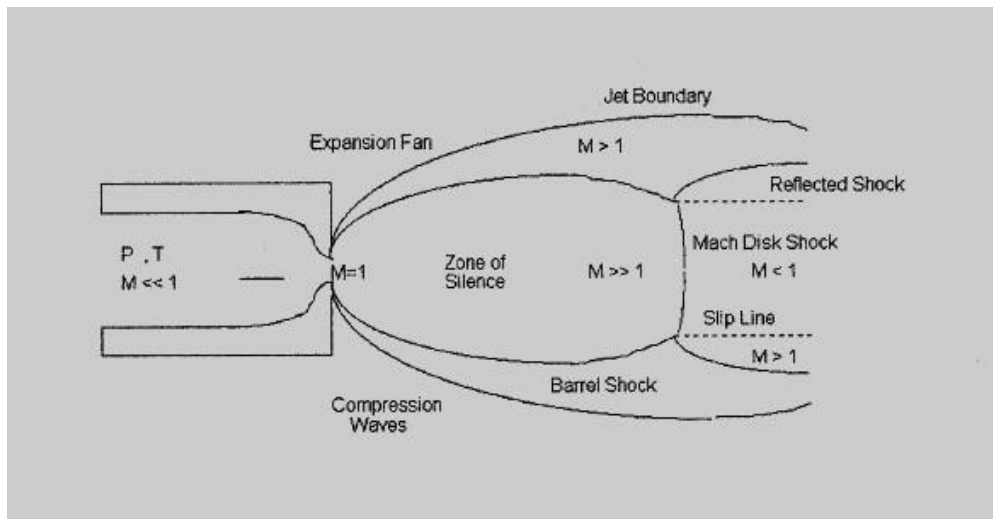 Jet Boundary
Expansion Fan
M > 1
Reflected Shock
P , T
M << 1
M=1
Zone of
Silence
M >> 1
Mach Disk Shock
M < 1
Slip Line
M > 1
Barrel Shock
Compression
Waves